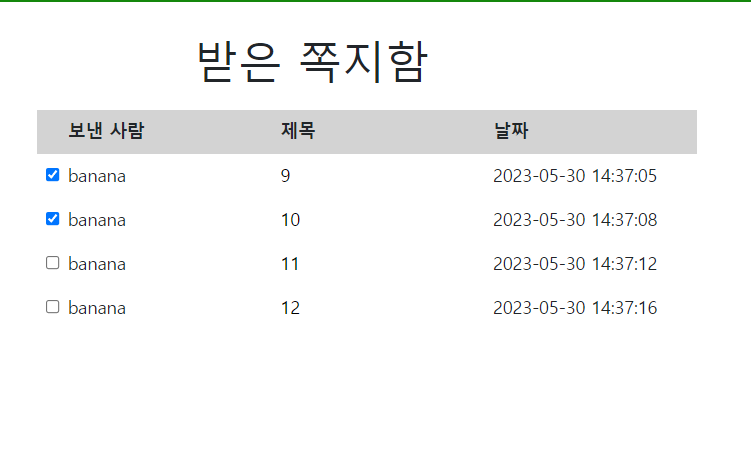 받은 쪽지함
보낸 사람 제목 날짜
banana 9 2023-05-30 14:37:05
banana 10 2023-05-30 14:37:08
banana 11 2023-05-30 14:37:12
banana 12 2023-05-30 14:37:16